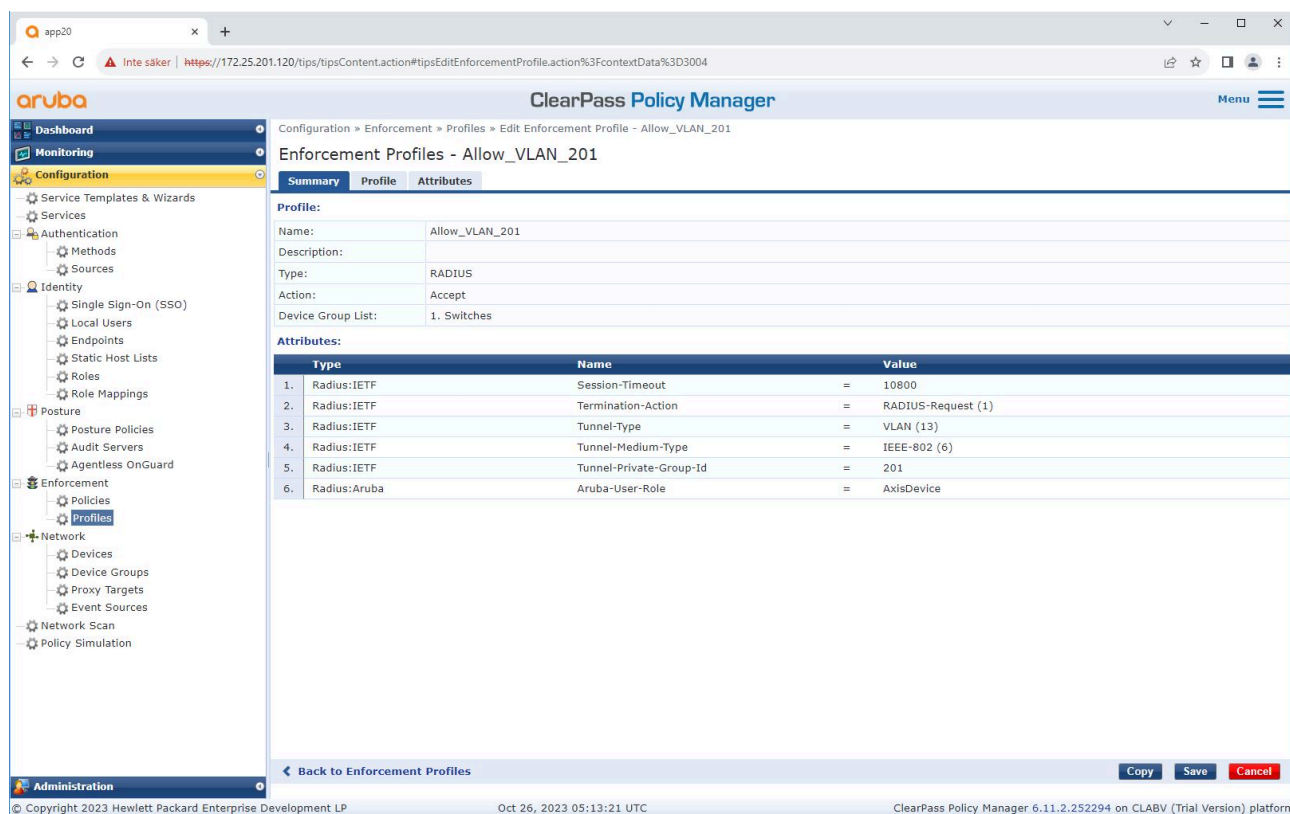 app20
Inte säker | https://172.25.201.120/tips/tipsContent.action#tipsEditEnforcementProfile.action%3FcontextData%3D3004
aruba
ClearPass Policy Manager
Menu
Dashboard
Monitoring
Configuration
Service Templates & Wizards
Services
Authentication
Methods
Sources
Identity
Single Sign-On (SSO)
Local Users
Endpoints
Static Host Lists
Roles
Role Mappings
Posture
Posture Policies
Audit Servers
Agentless OnGuard
Enforcement
Policies
Profiles
Network
Devices
Device Groups
Proxy Targets
Event Sources
Network Scan
Policy Simulation
Administration
Configuration » Enforcement » Profiles » Edit Enforcement Profile - Allow_VLAN_201
Enforcement Profiles - Allow_VLAN_201
Summary Profile Attributes
Profile:
Name: Allow_VLAN_201
Description:
Type: RADIUS
Action: Accept
Device Group List: 1. Switches
Attributes:
Type Name Value
1. Radius:IETF Session-Timeout = 10800
2. Radius:IETF Termination-Action = RADIUS-Request (1)
3. Radius:IETF Tunnel-Type = VLAN (13)
4. Radius:IETF Tunnel-Medium-Type = IEEE-802 (6)
5. Radius:IETF Tunnel-Private-Group-Id = 201
6. Radius:Aruba Aruba-User-Role = AxisDevice
Back to Enforcement Profiles Copy Save Cancel
© Copyright 2023 Hewlett Packard Enterprise Development LP Oct 26, 2023 05:13:21 UTC ClearPass Policy Manager 6.11.2.252294 on CLABV (Trial Version) platform